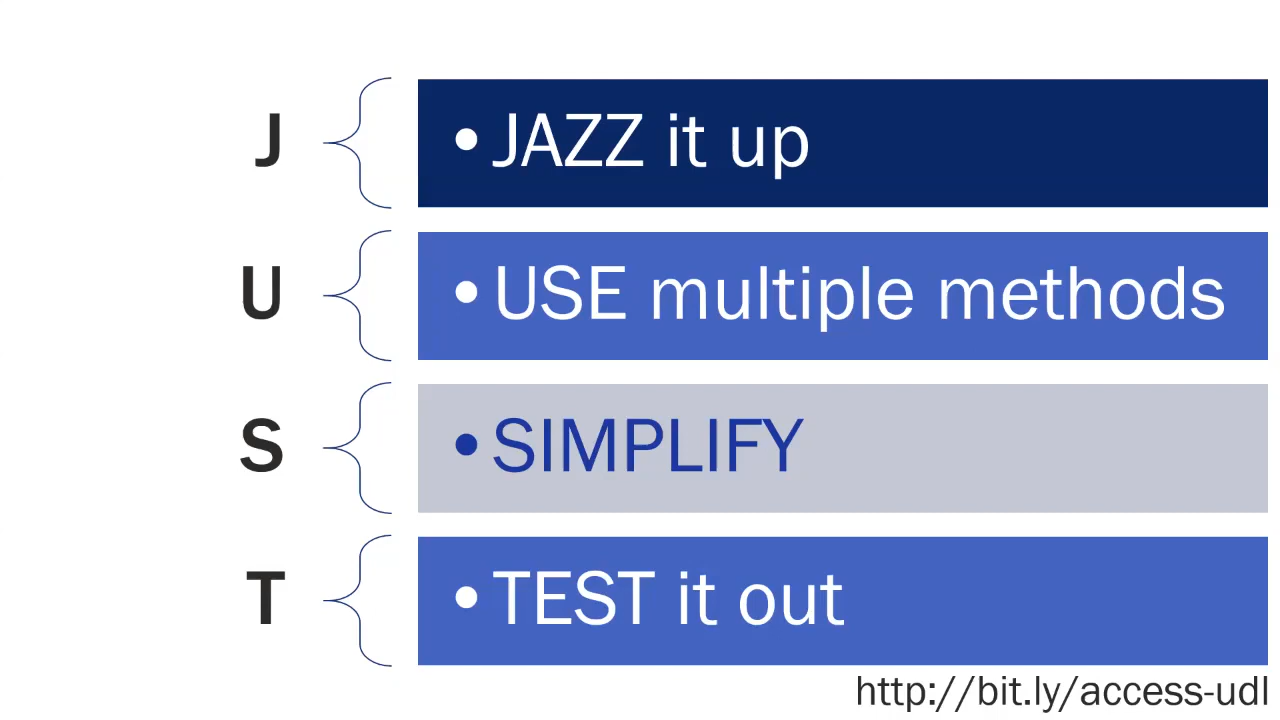 J
• JAZZ it up
U
• USE multiple methods
S
• SIMPLIFY
T
• TEST it out
http://bit.ly/access-udl